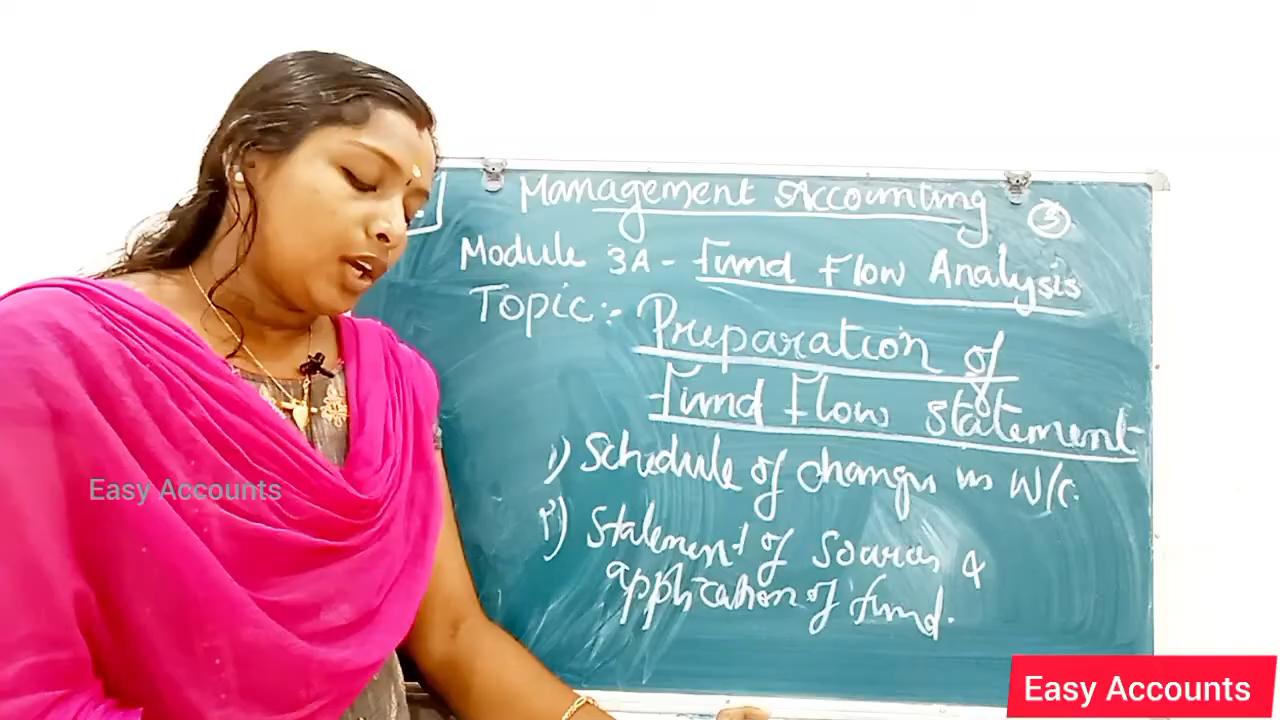 Management Accounting ③
Module 3A - Fund Flow Analysis
Topic:- Preparation of
Fund Flow statement
i) Schedule of changes in W/C.
ii) Statement of Sources &
application of fund.
Easy Accounts
Easy Accounts